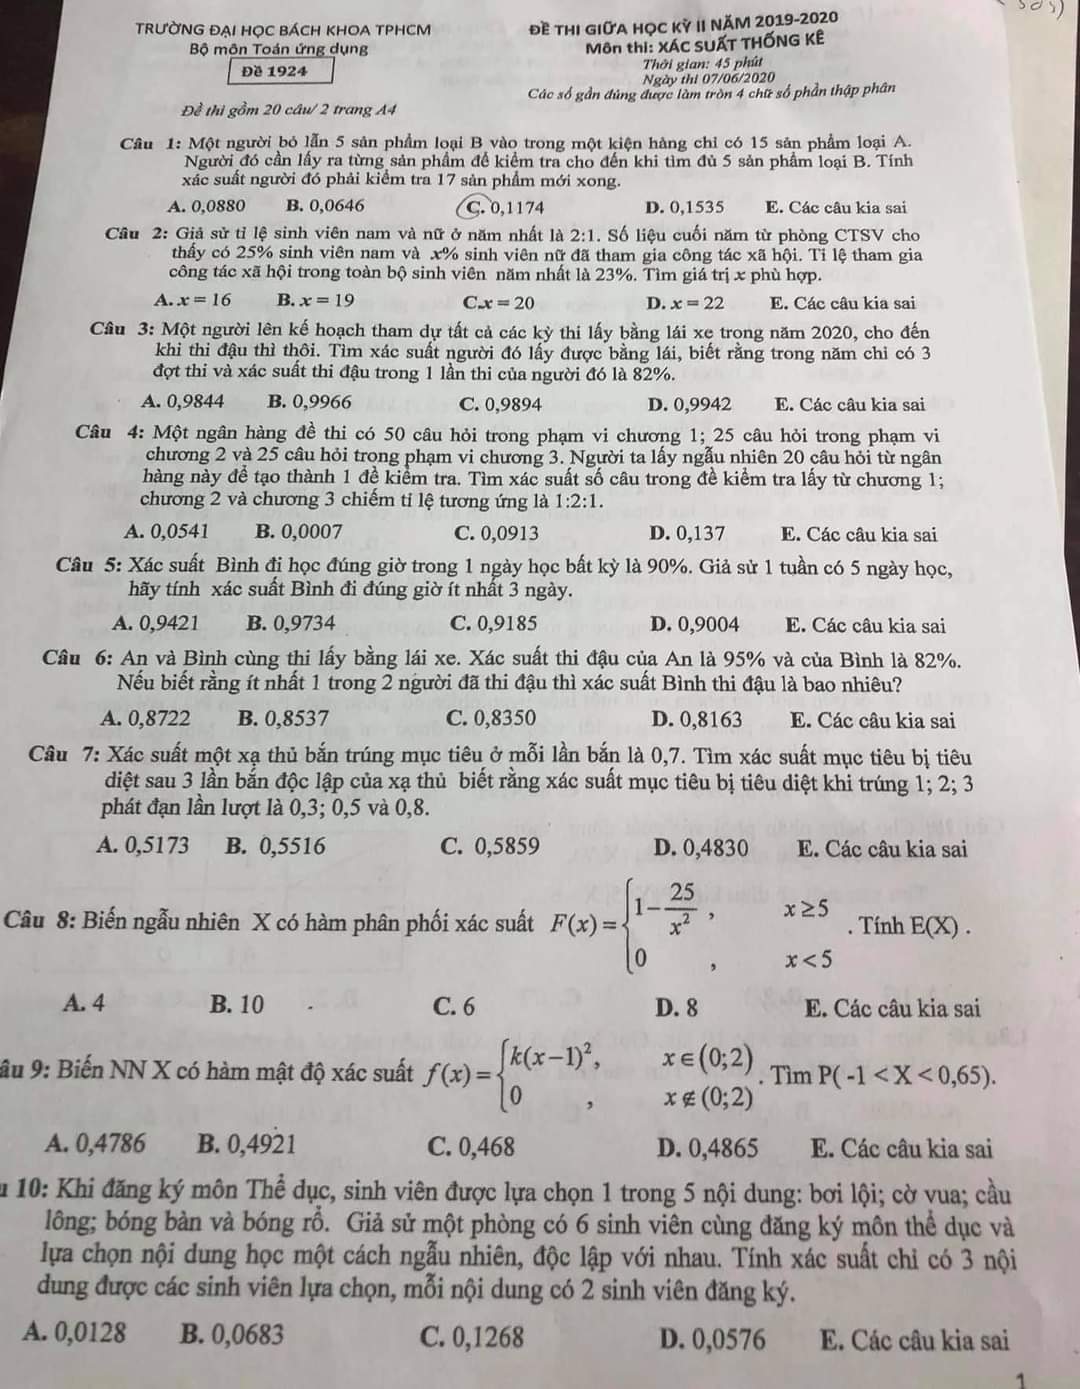 TRƯỜNG ĐẠI HỌC BÁCH KHOA TPHCM
Bộ môn Toán ứng dụng
Đề 1924
Đề thi gồm 20 câu/ 2 trang A4
ĐỀ THI GIỮA HỌC KỲ II NĂM 2019-2020
Môn thi: XÁC SUẤT THỐNG KÊ
Thời gian: 45 phút
Ngày thi 07/06/2020
Các số gần đúng được làm tròn 4 chữ số phần thập phân
Câu 1: Một người bỏ lẫn 5 sản phẩm loại B vào trong một kiện hàng chỉ có 15 sản phẩm loại A.
Người đó cần lấy ra từng sản phẩm để kiểm tra cho đến khi tìm đủ 5 sản phẩm loại B. Tính
xác suất người đó phải kiểm tra 17 sản phẩm mới xong.
A. 0,0880 B. 0,0646 C. 0,1174 D. 0,1535 E. Các câu kia sai
Câu 2: Giả sử tỉ lệ sinh viên nam và nữ ở năm nhất là 2:1. Số liệu cuối năm từ phòng CTSV cho
thấy có 25% sinh viên nam và x% sinh viên nữ đã tham gia công tác xã hội. Tỉ lệ tham gia
công tác xã hội trong toàn bộ sinh viên năm nhất là 23%. Tìm giá trị x phù hợp.
A. x = 16 B. x = 19 C. x = 20 D. x = 22 E. Các câu kia sai
Câu 3: Một người lên kế hoạch tham dự tất cả các kỳ thi lấy bằng lái xe trong năm 2020, cho đến
khi thi đậu thì thôi. Tìm xác suất người đó lấy được bằng lái, biết rằng trong năm chỉ có 3
đợt thi và xác suất thi đậu trong 1 lần thi của người đó là 82%.
A. 0,9844 B. 0,9966 C. 0,9894 D. 0,9942 E. Các câu kia sai
Câu 4: Một ngân hàng đề thi có 50 câu hỏi trong phạm vi chương 1; 25 câu hỏi trong phạm vi
chương 2 và 25 câu hỏi trong phạm vi chương 3. Người ta lấy ngẫu nhiên 20 câu hỏi từ ngân
hàng này để tạo thành 1 đề kiểm tra. Tìm xác suất số câu trong đề kiểm tra lấy từ chương 1;
chương 2 và chương 3 chiếm tỉ lệ tương ứng là 1:2:1.
A. 0,0541 B. 0,0007 C. 0,0913 D. 0,137 E. Các câu kia sai
Câu 5: Xác suất Bình đi học đúng giờ trong 1 ngày học bất kỳ là 90%. Giả sử 1 tuần có 5 ngày học,
hãy tính xác suất Bình đi đúng giờ ít nhất 3 ngày.
A. 0,9421 B. 0,9734 C. 0,9185 D. 0,9004 E. Các câu kia sai
Câu 6: An và Bình cùng thi lấy bằng lái xe. Xác suất thi đậu của An là 95% và của Bình là 82%.
Nếu biết rằng ít nhất 1 trong 2 người đã thi đậu thì xác suất Bình thi đậu là bao nhiêu?
A. 0,8722 B. 0,8537 C. 0,8350 D. 0,8163 E. Các câu kia sai
Câu 7: Xác suất một xạ thủ bắn trúng mục tiêu ở mỗi lần bắn là 0,7. Tìm xác suất mục tiêu bị tiêu
diệt sau 3 lần bắn độc lập của xạ thủ biết rằng xác suất mục tiêu bị tiêu diệt khi trúng 1; 2; 3
phát đạn lần lượt là 0,3; 0,5 và 0,8.
A. 0,5173 B. 0,5516 C. 0,5859 D. 0,4830 E. Các câu kia sai
Câu 8: Biến ngẫu nhiên X có hàm phân phối xác suất F(x) = { 1 − 25/x², x ≥ 5 ; 0 , x < 5 . Tính E(X) .
A. 4 B. 10 C. 6 D. 8 E. Các câu kia sai
âu 9: Biến NN X có hàm mật độ xác suất f(x) = { k(x−1)², x ∈ (0;2) ; 0 , x ∉ (0;2) . Tìm P( -1 < X < 0,65).
A. 0,4786 B. 0,4921 C. 0,468 D. 0,4865 E. Các câu kia sai
u 10: Khi đăng ký môn Thể dục, sinh viên được lựa chọn 1 trong 5 nội dung: bơi lội; cờ vua; cầu
lông; bóng bàn và bóng rổ. Giả sử một phòng có 6 sinh viên cùng đăng ký môn thể dục và
lựa chọn nội dung học một cách ngẫu nhiên, độc lập với nhau. Tính xác suất chỉ có 3 nội
dung được các sinh viên lựa chọn, mỗi nội dung có 2 sinh viên đăng ký.
A. 0,0128 B. 0,0683 C. 0,1268 D. 0,0576 E. Các câu kia sai
1